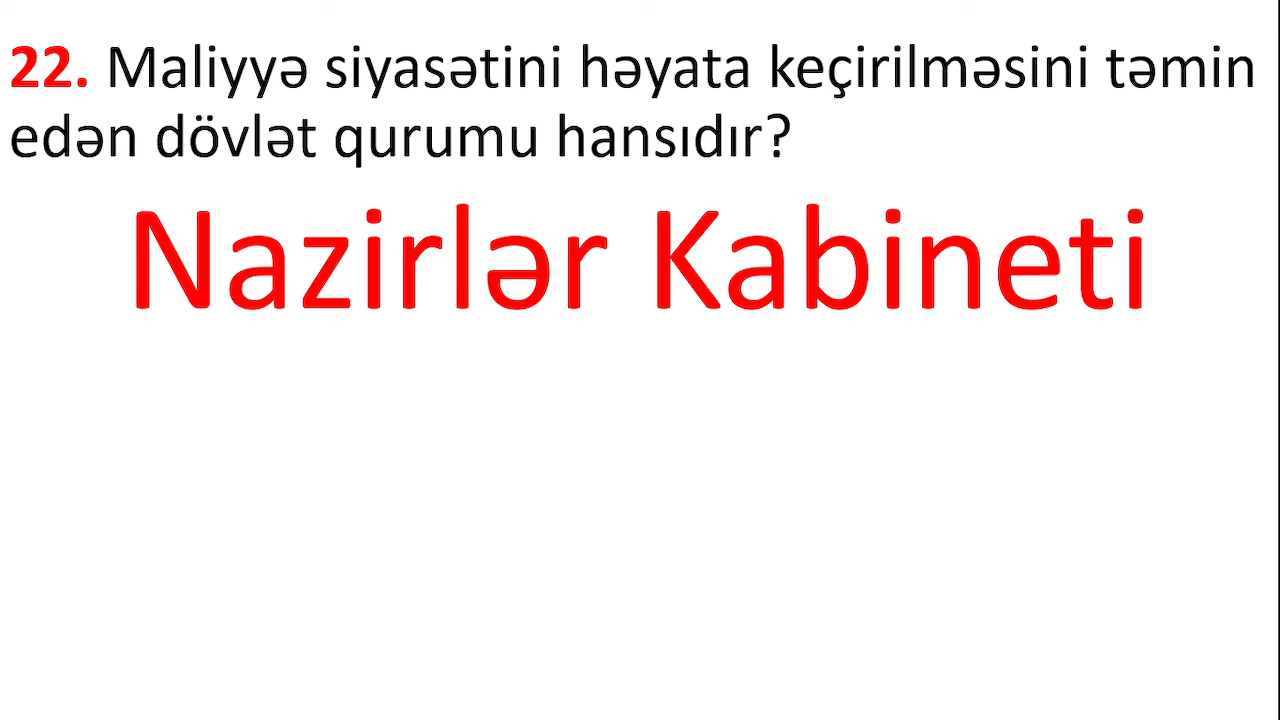 22. Maliyyə siyasətini həyata keçirilməsini təmin
edən dövlət qurumu hansıdır?
Nazirlər Kabineti